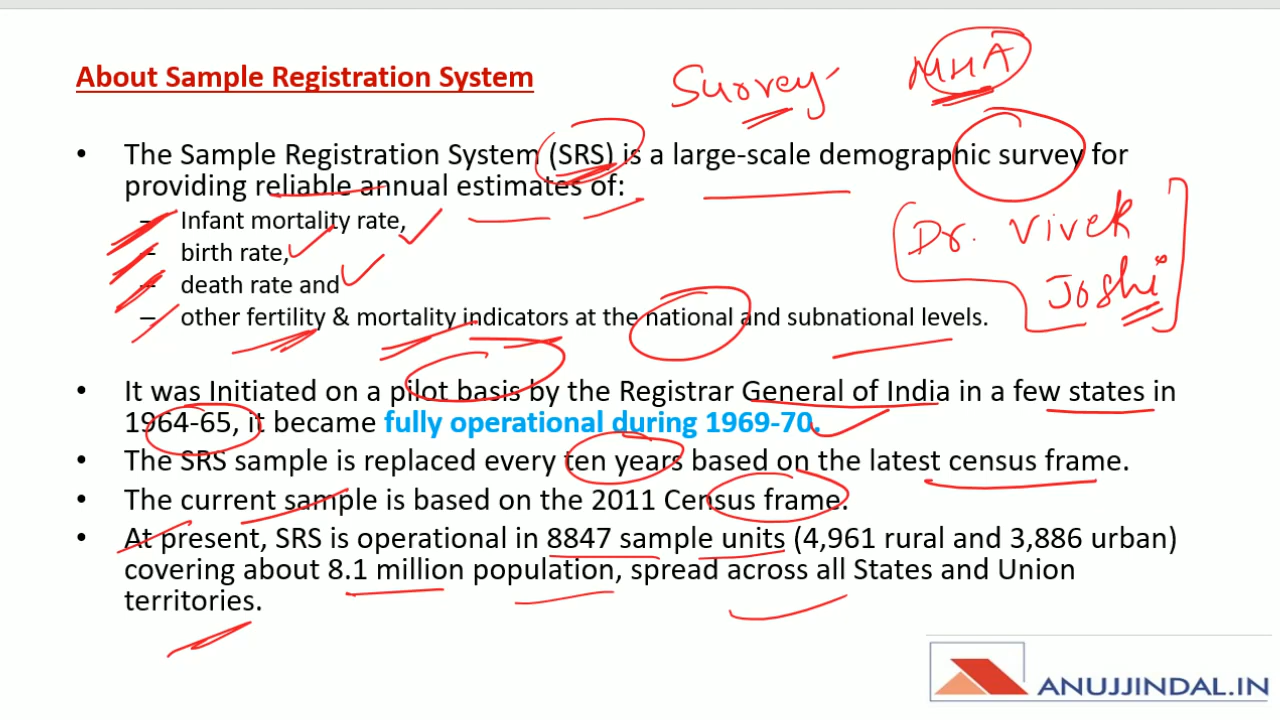 About Sample Registration System
Survey
MHA
• The Sample Registration System (SRS) is a large-scale demographic survey for
providing reliable annual estimates of:
– Infant mortality rate,
– birth rate,
– death rate and
– other fertility & mortality indicators at the national and subnational levels.
Dr. Vivek
Joshi
• It was Initiated on a pilot basis by the Registrar General of India in a few states in
1964-65, it became fully operational during 1969-70.
• The SRS sample is replaced every ten years based on the latest census frame.
• The current sample is based on the 2011 Census frame.
• At present, SRS is operational in 8847 sample units (4,961 rural and 3,886 urban)
covering about 8.1 million population, spread across all States and Union
territories.
ANUJJINDAL.IN